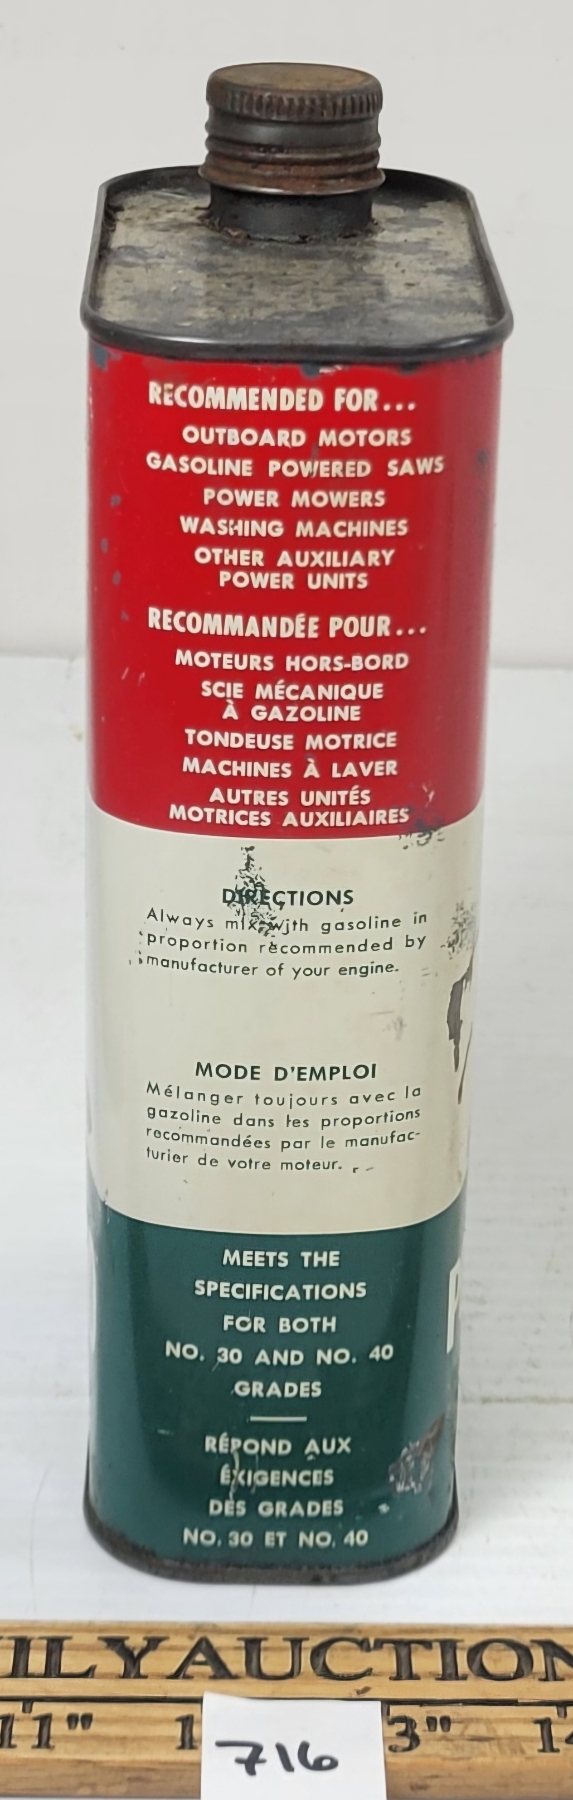 RECOMMENDED FOR...
OUTBOARD MOTORS
GASOLINE POWERED SAWS
POWER MOWERS
WASHING MACHINES
OTHER AUXILIARY
POWER UNITS
RECOMMANDÉE POUR...
MOTEURS HORS-BORD
SCIE MÉCANIQUE
À GAZOLINE
TONDEUSE MOTRICE
MACHINES À LAVER
AUTRES UNITÉS
MOTRICES AUXILIAIRES
DIRECTIONS
Always mix with gasoline in
proportion recommended by
manufacturer of your engine.
MODE D'EMPLOI
Mélanger toujours avec la
gazoline dans les proportions
recommandées par le manufac-
turier de votre moteur.
MEETS THE
SPECIFICATIONS
FOR BOTH
NO. 30 AND NO. 40
GRADES
RÉPOND AUX
ÉXIGENCES
DES GRADES
NO. 30 ET NO. 40
P
ILYAUCTION
11" 1 3" 1
716